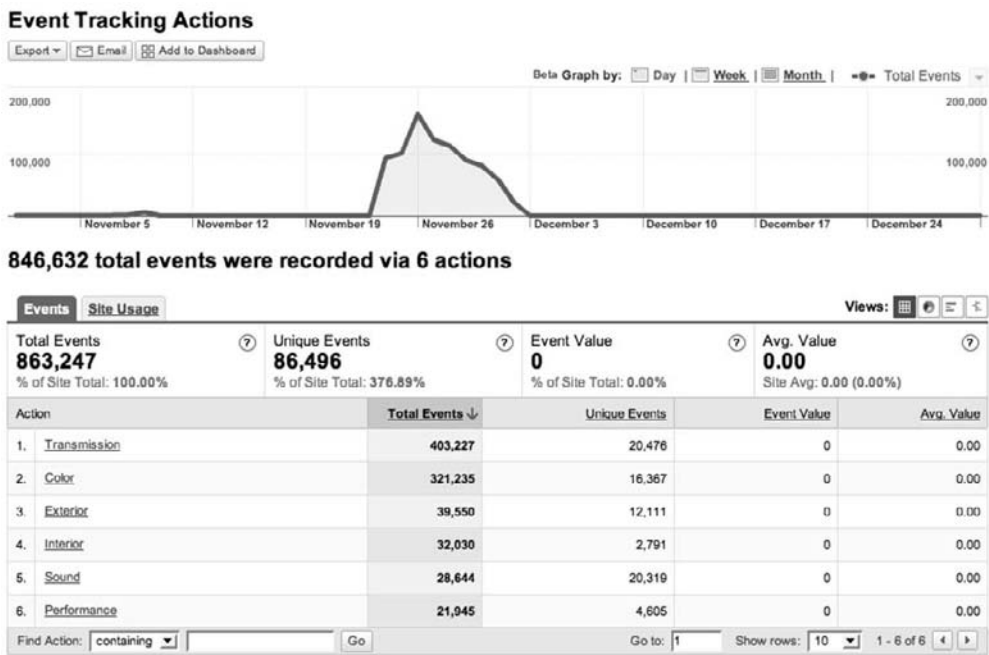 Event Tracking Actions
Export Email Add to Dashboard
Beta Graph by: Day | Week | Month | Total Events
200,000 200,000
100,000 100,000
November 5 November 12 November 19 November 26 December 3 December 10 December 17 December 24
846,632 total events were recorded via 6 actions
Events Site Usage Views:
Total Events ? Unique Events ? Event Value ? Avg. Value ?
863,247 86,496 0 0.00
% of Site Total: 100.00% % of Site Total: 376.89% % of Site Total: 0.00% Site Avg: 0.00 (0.00%)
Action Total Events ↓ Unique Events Event Value Avg. Value
1. Transmission 403,227 20,476 0 0.00
2. Color 321,235 16,367 0 0.00
3. Exterior 39,550 12,111 0 0.00
4. Interior 32,030 2,791 0 0.00
5. Sound 28,644 20,319 0 0.00
6. Performance 21,945 4,605 0 0.00
Find Action: containing Go Go to: 1 Show rows: 10 1 - 6 of 6